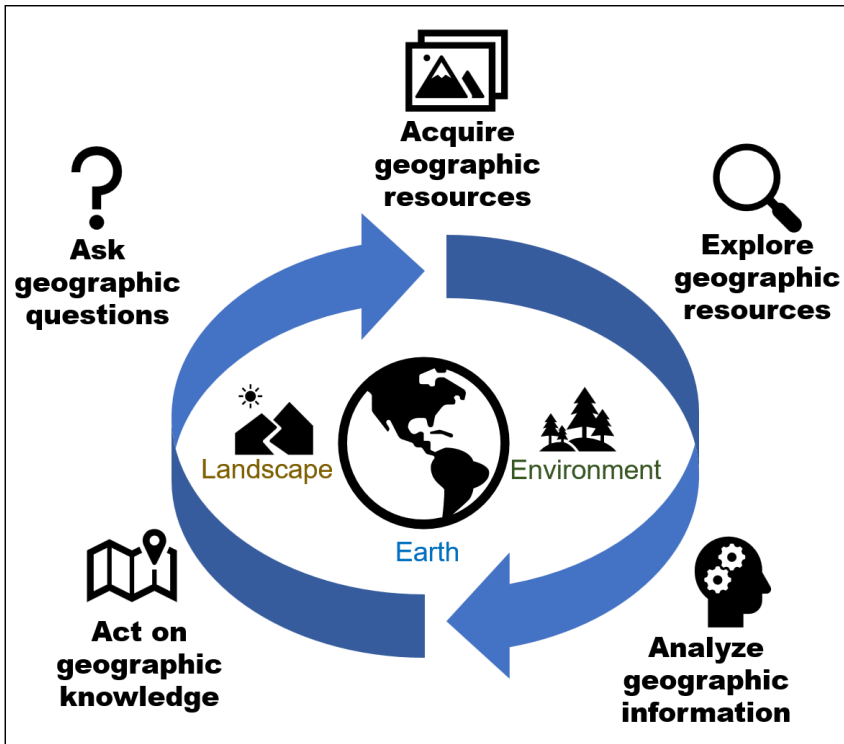 Acquire
geographic
resources
Ask
geographic
questions
Explore
geographic
resources
Landscape
Environment
Earth
Act on
geographic
knowledge
Analyze
geographic
information